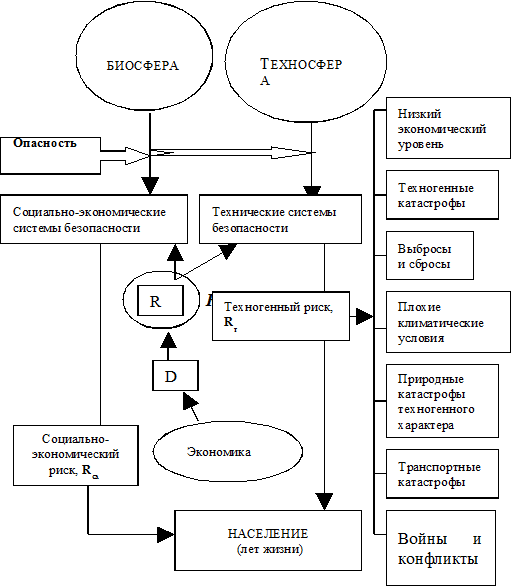 БИОСФЕРА
ТЕХНОСФЕР
А
Опасность
Социально-экономические
системы безопасности
Технические системы
безопасности
R
Техногенный риск,
Rт
D
Экономика
Социально-
экономический
риск, Rсэ
НАСЕЛЕНИЕ
(лет жизни)
Низкий
экономический
уровень
Техногенные
катастрофы
Выбросы
и сбросы
Плохие
климатические
условия
Природные
катастрофы
техногенного
характера
Транспортные
катастрофы
Войны и
конфликты